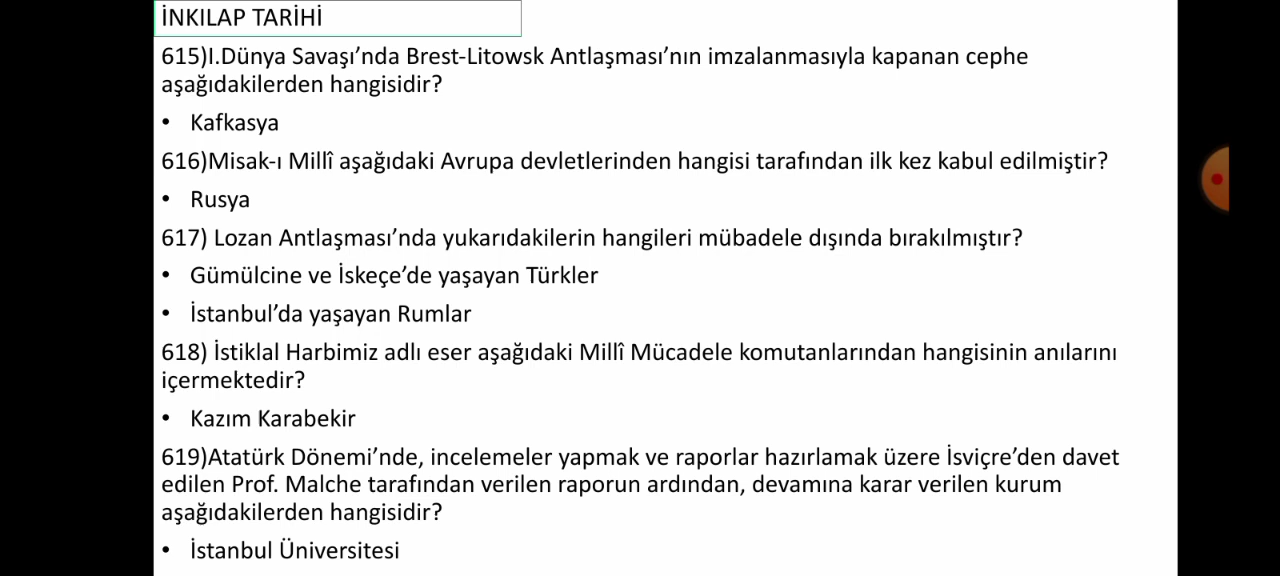 İNKILAP TARİHİ
615)I.Dünya Savaşı’nda Brest-Litowsk Antlaşması’nın imzalanmasıyla kapanan cephe
aşağıdakilerden hangisidir?
• Kafkasya
616)Misak-ı Millî aşağıdaki Avrupa devletlerinden hangisi tarafından ilk kez kabul edilmiştir?
• Rusya
617) Lozan Antlaşması’nda yukarıdakilerin hangileri mübadele dışında bırakılmıştır?
• Gümülcine ve İskeçe’de yaşayan Türkler
• İstanbul’da yaşayan Rumlar
618) İstiklal Harbimiz adlı eser aşağıdaki Millî Mücadele komutanlarından hangisinin anılarını
içermektedir?
• Kazım Karabekir
619)Atatürk Dönemi’nde, incelemeler yapmak ve raporlar hazırlamak üzere İsviçre’den davet
edilen Prof. Malche tarafından verilen raporun ardından, devamına karar verilen kurum
aşağıdakilerden hangisidir?
• İstanbul Üniversitesi